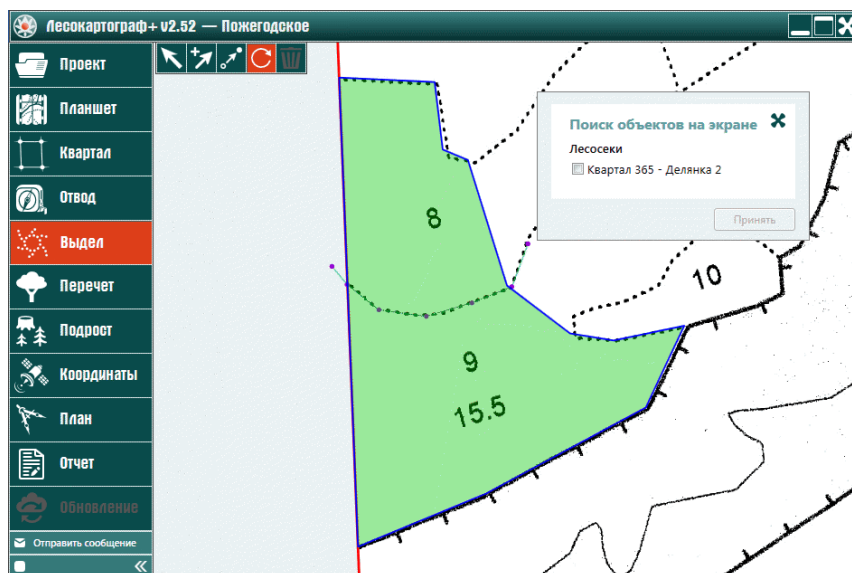 Лесокартограф+ v2.52 — Пожегодское
Проект
Планшет
Квартал
Отвод
Выдел
Перечет
Подрост
Координаты
План
Отчет
Обновление
Отправить сообщение
8
9
15.5
10
Поиск объектов на экране
Лесосеки
Квартал 365 - Делянка 2
Принять